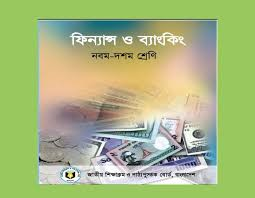 ফিন্যান্স ও ব্যাংকিং
নবম-দশম শ্রেণি
জাতীয় শিক্ষাক্রম ও পাঠ্যপুস্তক বোর্ড, বাংলাদেশ